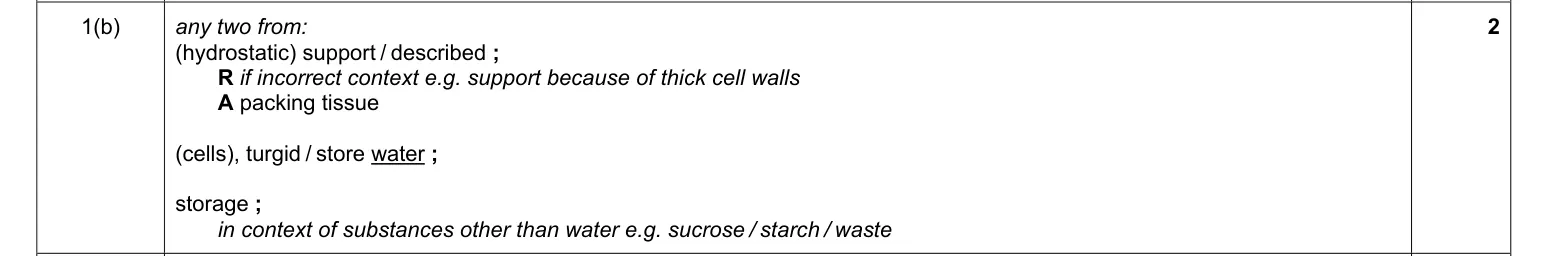 1(b) any two from: 2
(hydrostatic) support / described ;
R if incorrect context e.g. support because of thick cell walls
A packing tissue
(cells), turgid / store water ;
storage ;
in context of substances other than water e.g. sucrose / starch / waste